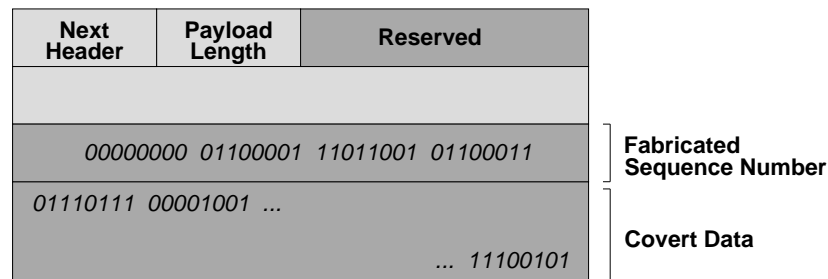 Next Header
Payload Length
Reserved
00000000 01100001 11011001 01100011
Fabricated
Sequence Number
01110111 00001001 ...
... 11100101
Covert Data